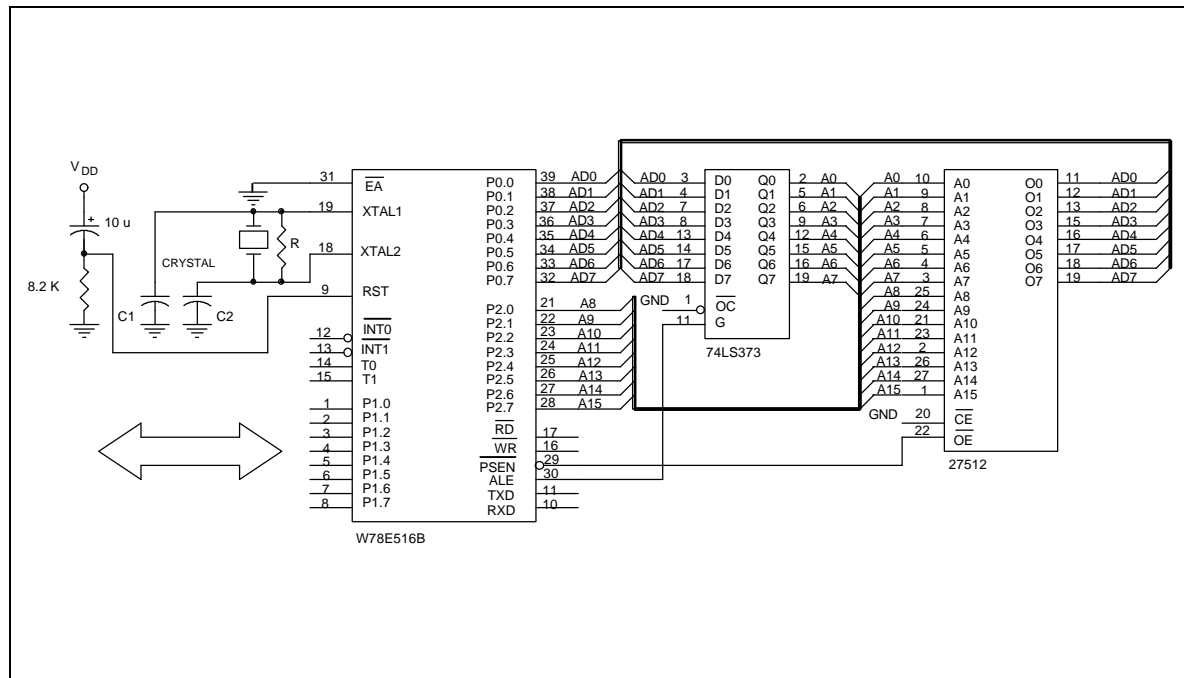 VDD
10 u
8.2 K
CRYSTAL
C1
C2
R
31 EA
19 XTAL1
18 XTAL2
9 RST
12 INT0
13 INT1
14 T0
15 T1
1 P1.0
2 P1.1
3 P1.2
4 P1.3
5 P1.4
6 P1.5
7 P1.6
8 P1.7
P0.0 39 AD0
P0.1 38 AD1
P0.2 37 AD2
P0.3 36 AD3
P0.4 35 AD4
P0.5 34 AD5
P0.6 33 AD6
P0.7 32 AD7
P2.0 21 A8
P2.1 22 A9
P2.2 23 A10
P2.3 24 A11
P2.4 25 A12
P2.5 26 A13
P2.6 27 A14
P2.7 28 A15
RD 17
WR 16
PSEN 29
ALE 30
TXD 11
RXD 10
W78E516B
AD0 3 D0 Q0 2 A0
AD1 4 D1 Q1 5 A1
AD2 7 D2 Q2 6 A2
AD3 8 D3 Q3 9 A3
AD4 13 D4 Q4 12 A4
AD5 14 D5 Q5 15 A5
AD6 17 D6 Q6 16 A6
AD7 18 D7 Q7 19 A7
GND 1 OC
11 G
74LS373
A0 10 A0
A1 9 A1
A2 8 A2
A3 7 A3
A4 6 A4
A5 5 A5
A6 4 A6
A7 3 A7
A8 25 A8
A9 24 A9
A10 21 A10
A11 23 A11
A12 2 A12
A13 26 A13
A14 27 A14
A15 1 A15
GND 20 CE
22 OE
O0 11 AD0
O1 12 AD1
O2 13 AD2
O3 15 AD3
O4 16 AD4
O5 17 AD5
O6 18 AD6
O7 19 AD7
27512